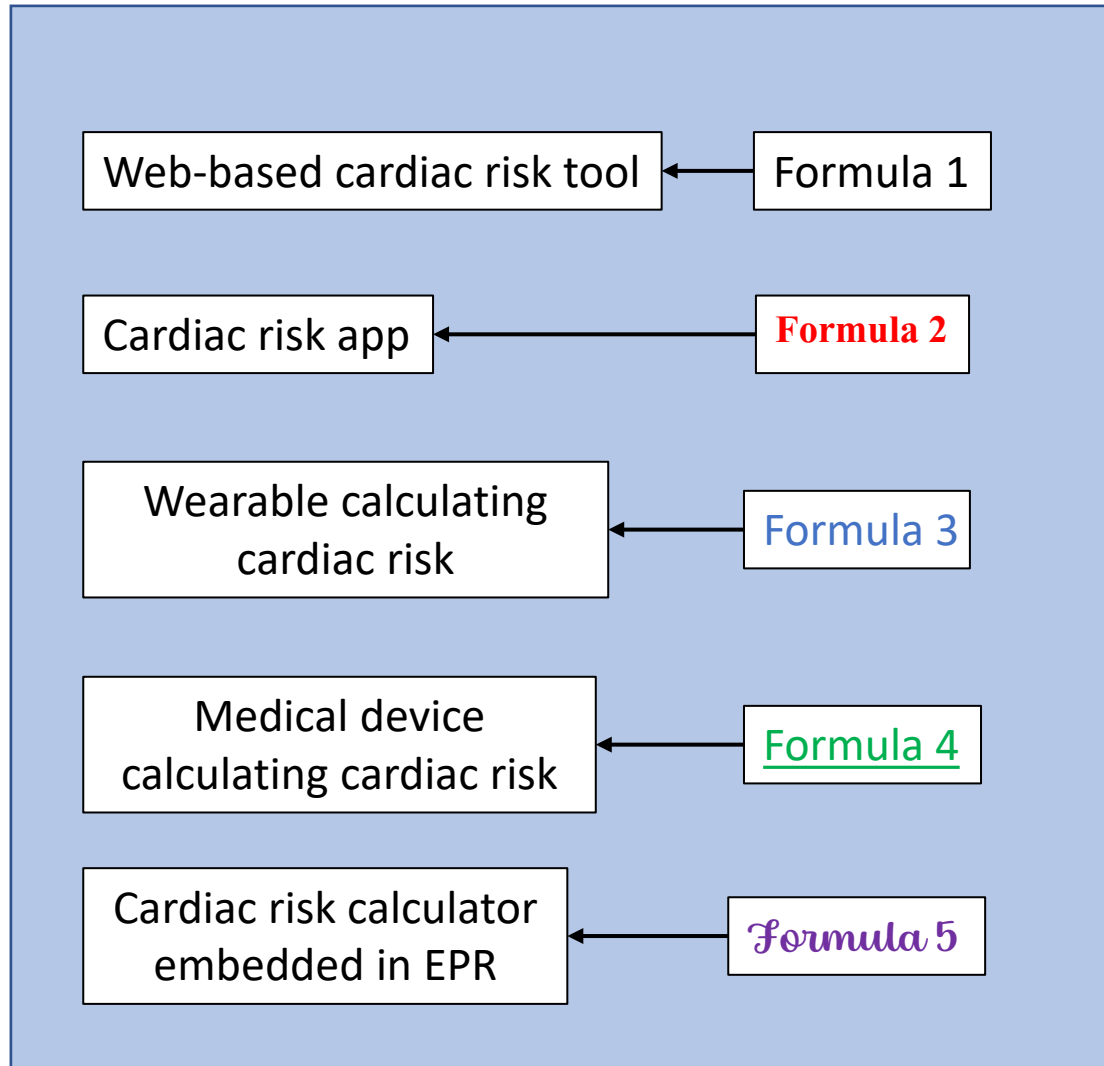 Web-based cardiac risk tool
Formula 1
Cardiac risk app
Formula 2
Wearable calculating
cardiac risk
Formula 3
Medical device
calculating cardiac risk
Formula 4
Cardiac risk calculator
embedded in EPR
Formula 5